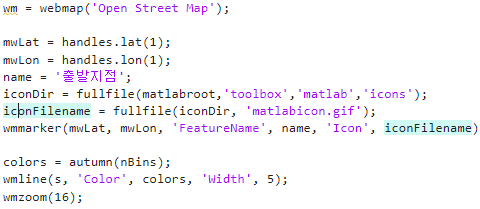 wm = webmap('Open Street Map');
mwLat = handles.lat(1);
mwLon = handles.lon(1);
name = '출발지점';
iconDir = fullfile(matlabroot,'toolbox','matlab','icons');
iconFilename = fullfile(iconDir, 'matlabicon.gif');
wmmarker(mwLat, mwLon, 'FeatureName', name, 'Icon', iconFilename)
colors = autumn(nBins);
wmline(s, 'Color', colors, 'Width', 5);
wmzoom(16);